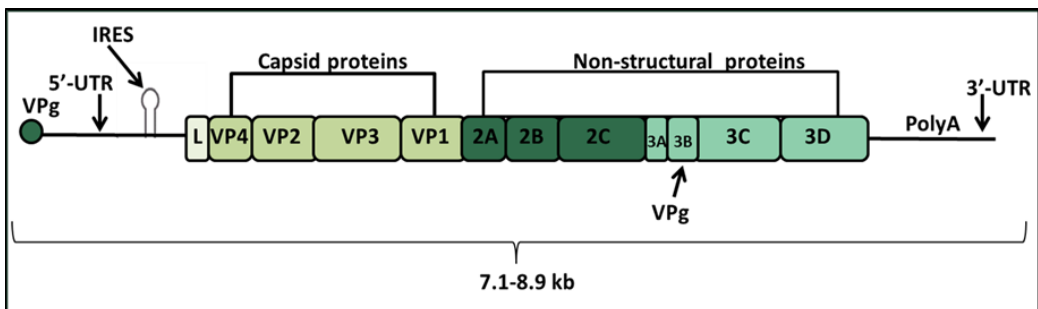 IRES
Capsid proteins
Non-structural proteins
5’-UTR
3’-UTR
VPg
PolyA
L VP4 VP2 VP3 VP1 2A 2B 2C 3A 3B 3C 3D
VPg
7.1-8.9 kb